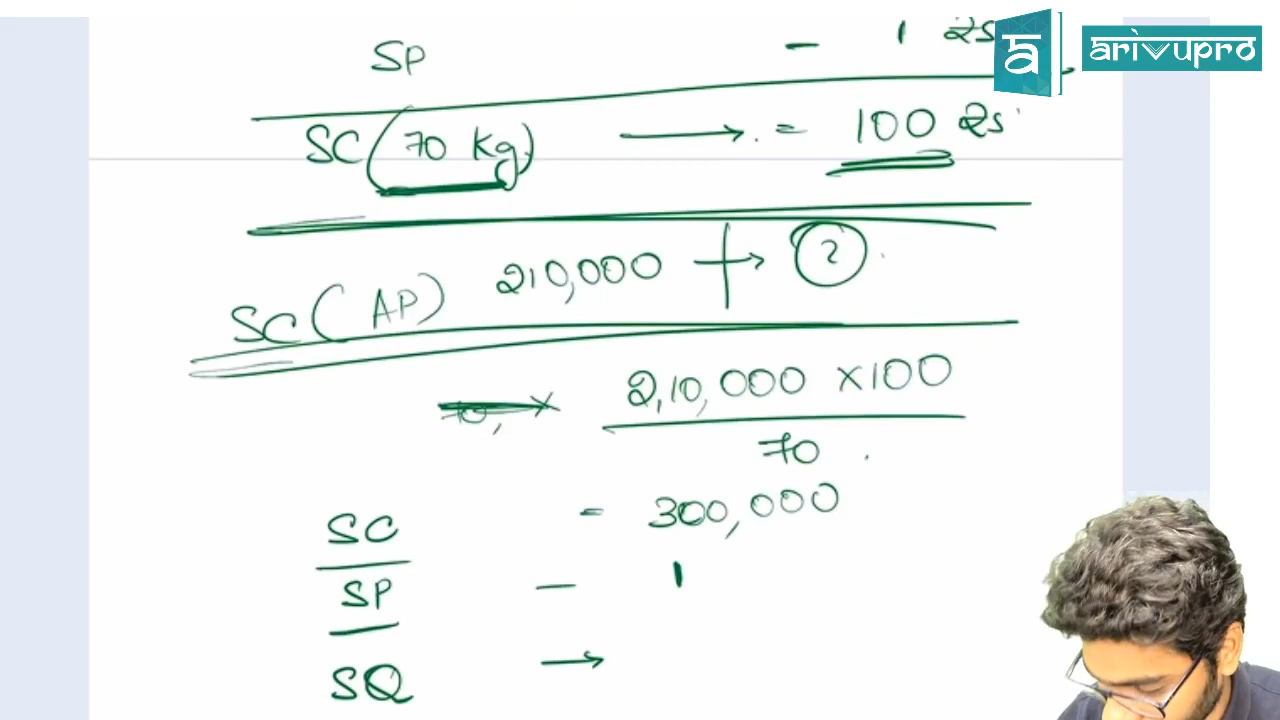 SP - 1 Rs
arivupro
SC (70 Kg) → = 100 Rs
SC (AP) 210,000 → ?
2,10,000 × 100
70
SC = 300,000
SP - 1
SQ →